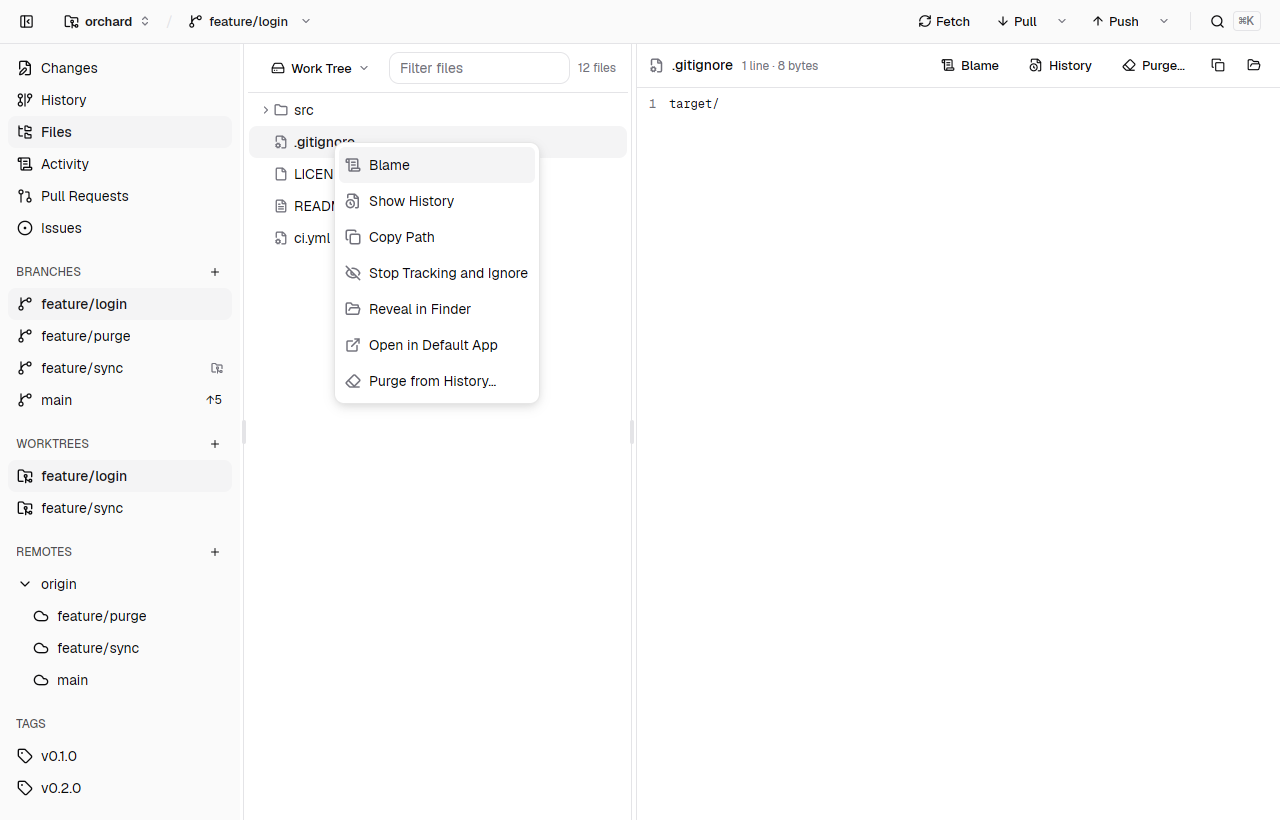 orchard / feature/login
Fetch Pull Push ⌘K
Changes
History
Files
Activity
Pull Requests
Issues
BRANCHES
feature/login
feature/purge
feature/sync
main ↑5
WORKTREES
feature/login
feature/sync
REMOTES
origin
feature/purge
feature/sync
main
TAGS
v0.1.0
v0.2.0
Work Tree Filter files 12 files
src
.gitignore
LICEN
READ
ci.yml
Blame
Show History
Copy Path
Stop Tracking and Ignore
Reveal in Finder
Open in Default App
Purge from History...
.gitignore 1 line · 8 bytes Blame History Purge...
1 target/